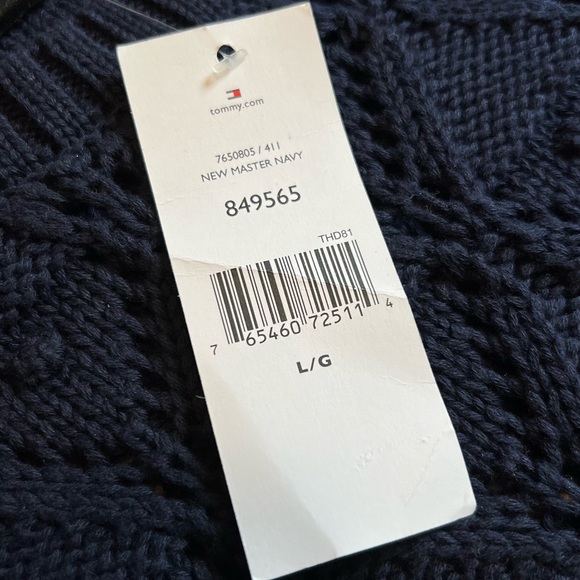 tommy.com
7650805 / 411
NEW MASTER NAVY
849565
THD81
7 65460 72511 4
L/G